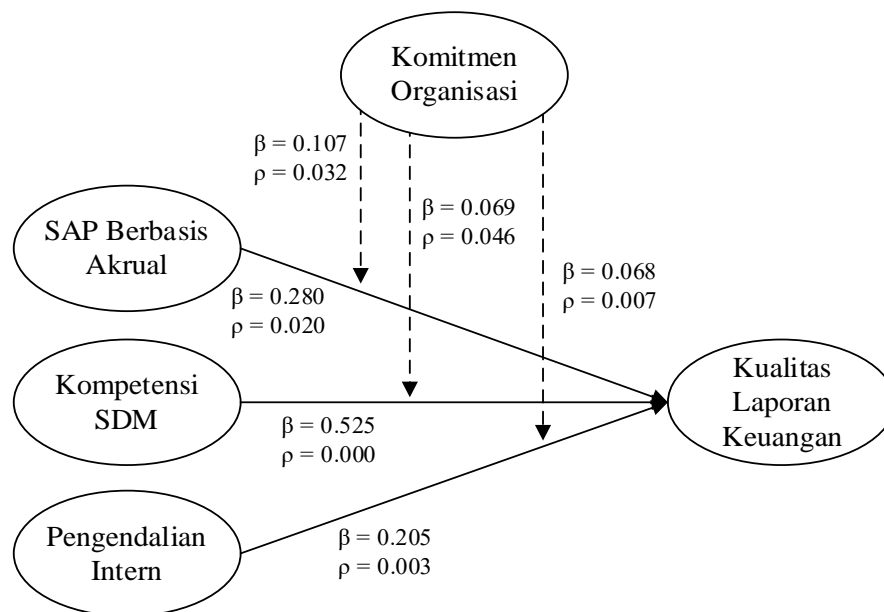 Komitmen
Organisasi
β = 0.107
ρ = 0.032
β = 0.069
ρ = 0.046
SAP Berbasis
Akrual
β = 0.068
ρ = 0.007
β = 0.280
ρ = 0.020
Kompetensi
SDM
Kualitas
Laporan
Keuangan
β = 0.525
ρ = 0.000
Pengendalian
Intern
β = 0.205
ρ = 0.003